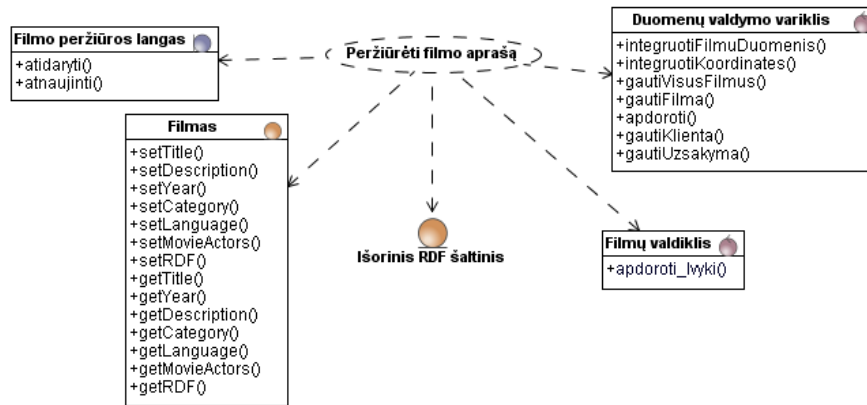 Filmo peržiūros langas
+atidaryti()
+atnaujinti()
Peržiūrėti filmo aprašą
Duomenų valdymo variklis
+integruotiFilmuDuomenis()
+integruotiKoordinates()
+gautiVisusFilmus()
+gautiFilma()
+apdoroti()
+gautiKlienta()
+gautiUzsakyma()
Filmas
+setTitle()
+setDescription()
+setYear()
+setCategory()
+setLanguage()
+setMovieActors()
+setRDF()
+getTitle()
+getYear()
+getDescription()
+getCategory()
+getLanguage()
+getMovieActors()
+getRDF()
Išorinis RDF šaltinis
Filmų valdiklis
+apdoroti_Ivyki()